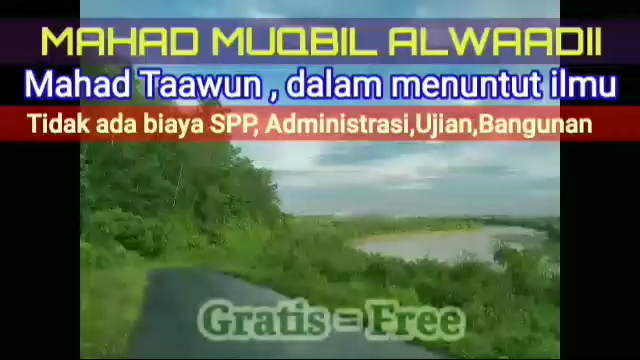 MAHAD MUQBIL ALWAADII
Mahad Taawun , dalam menuntut ilmu
Tidak ada biaya SPP, Administrasi,Ujian,Bangunan
Gratis = Free